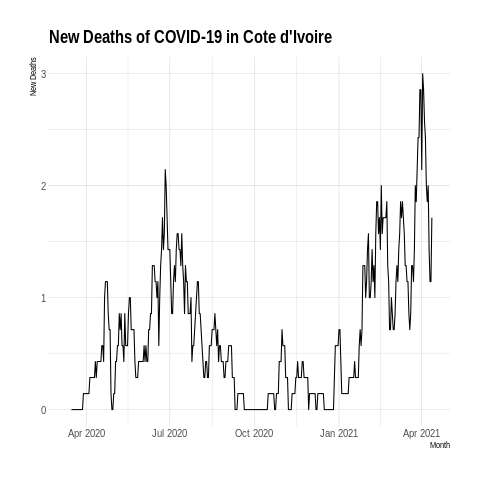 New Deaths of COVID-19 in Cote d'Ivoire
New Deaths
3
2
1
0
Apr 2020 Jul 2020 Oct 2020 Jan 2021 Apr 2021
Month